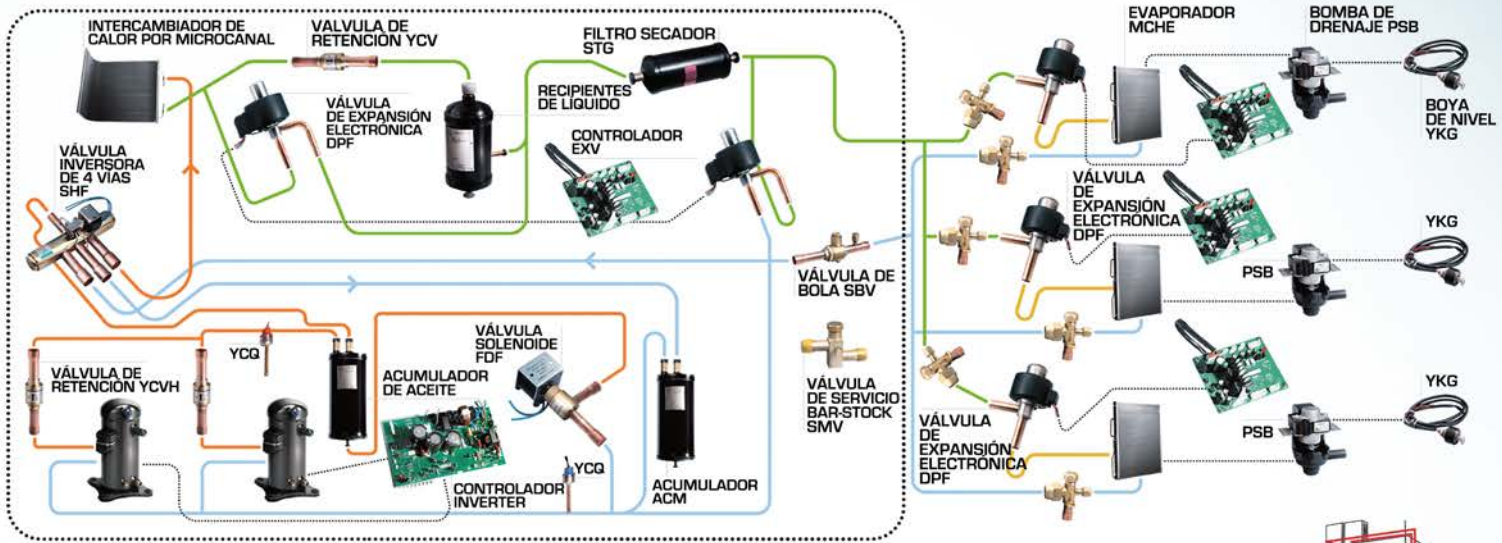 INTERCAMBIADOR DE
CALOR POR MICROCANAL
VALVULA DE
RETENCIÓN YCV
FILTRO SECADOR
STG
RECIPIENTES
DE LÍQUIDO
VÁLVULA
DE EXPANSIÓN
ELECTRÓNICA
DPF
CONTROLADOR
EXV
VÁLVULA
INVERSORA
DE 4 VIAS
SHF
VÁLVULA DE
BOLA SBV
YCQ
VÁLVULA
SOLENOIDE
FDF
VÁLVULA DE
RETENCIÓN YCVH
ACUMULADOR
DE ACEITE
VÁLVULA
DE SERVICIO
BAR-STOCK
SMV
YCQ
CONTROLADOR
INVERTER
ACUMULADOR
ACM
EVAPORADOR
MCHE
BOMBA DE
DRENAJE PSB
BOYA
DE NIVEL
YKG
VÁLVULA
DE
EXPANSIÓN
ELECTRÓNICA
DPF
PSB
YKG
VÁLVULA
DE
EXPANSIÓN
ELECTRÓNICA
DPF
PSB
YKG